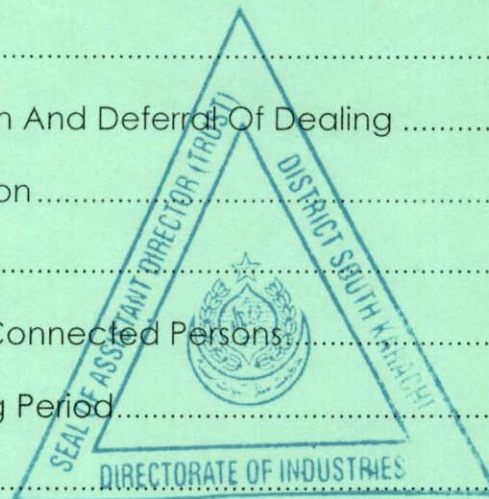 n And Deferral Of Dealing
on
Connected Persons
g Period
SEAL OF ASSISTANT DIRECTOR (TRUST)
DISTRICT SOUTH KARACHI
DIRECTORATE OF INDUSTRIES